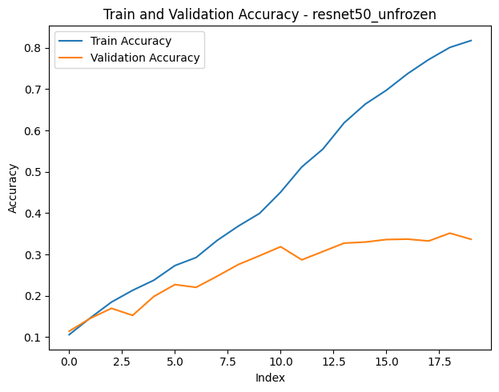 Train and Validation Accuracy - resnet50_unfrozen
Train Accuracy
Validation Accuracy
0.8
0.7
0.6
0.5
0.4
0.3
0.2
0.1
Accuracy
0.0 2.5 5.0 7.5 10.0 12.5 15.0 17.5
Index